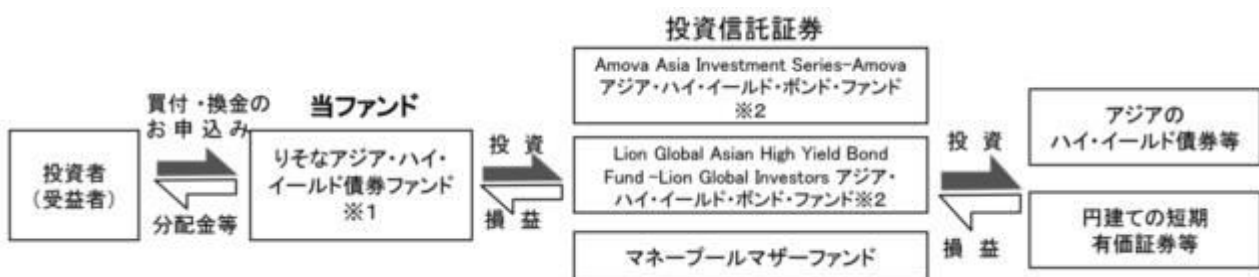 投資信託証券
買付・換金の
お申込み
当ファンド
投資者
(受益者)
分配金等
りそなアジア・ハイ・
イールド債券ファンド
※1
投資
損益
Amova Asia Investment Series-Amova
アジア・ハイ・イールド・ボンド・ファンド
※2
Lion Global Asian High Yield Bond
Fund -Lion Global Investors アジア・
ハイ・イールド・ボンド・ファンド※2
マネープールマザーファンド
投資
損益
アジアの
ハイ・イールド債券等
円建ての短期
有価証券等